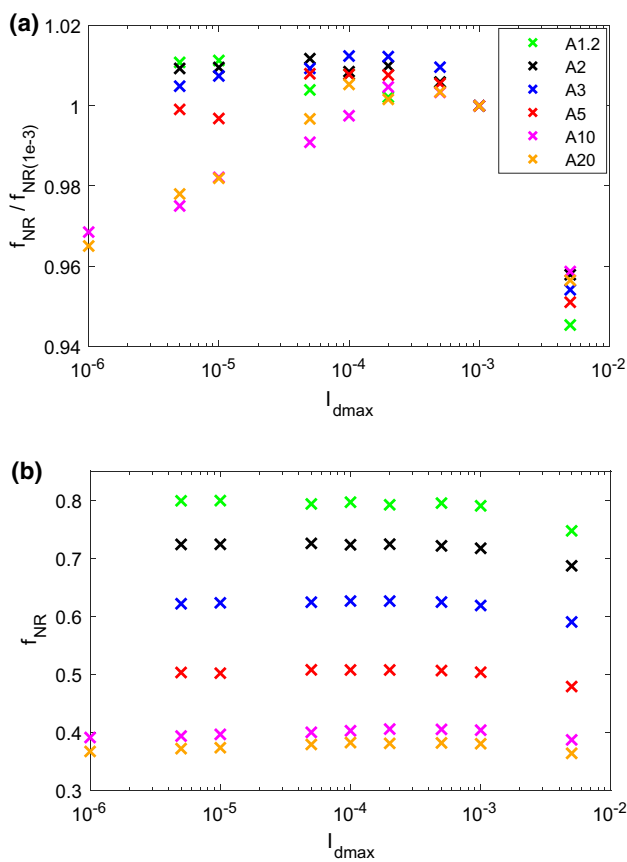 (a)
f_NR / f_NR(1e-3)
1.02
1
0.98
0.96
0.94
10^-6
10^-5
10^-4
10^-3
10^-2
I_dmax
A1.2
A2
A3
A5
A10
A20
(b)
f_NR
0.8
0.7
0.6
0.5
0.4
0.3
10^-6
10^-5
10^-4
10^-3
10^-2
I_dmax